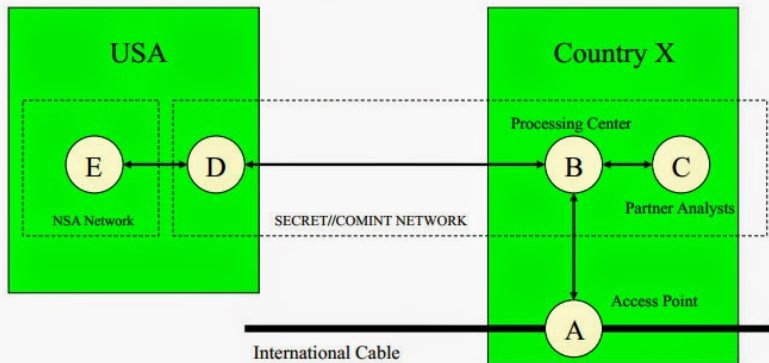 USA
Country X
Processing Center
E
D
B
C
NSA Network
SECRET//COMINT NETWORK
Partner Analysts
Access Point
A
International Cable